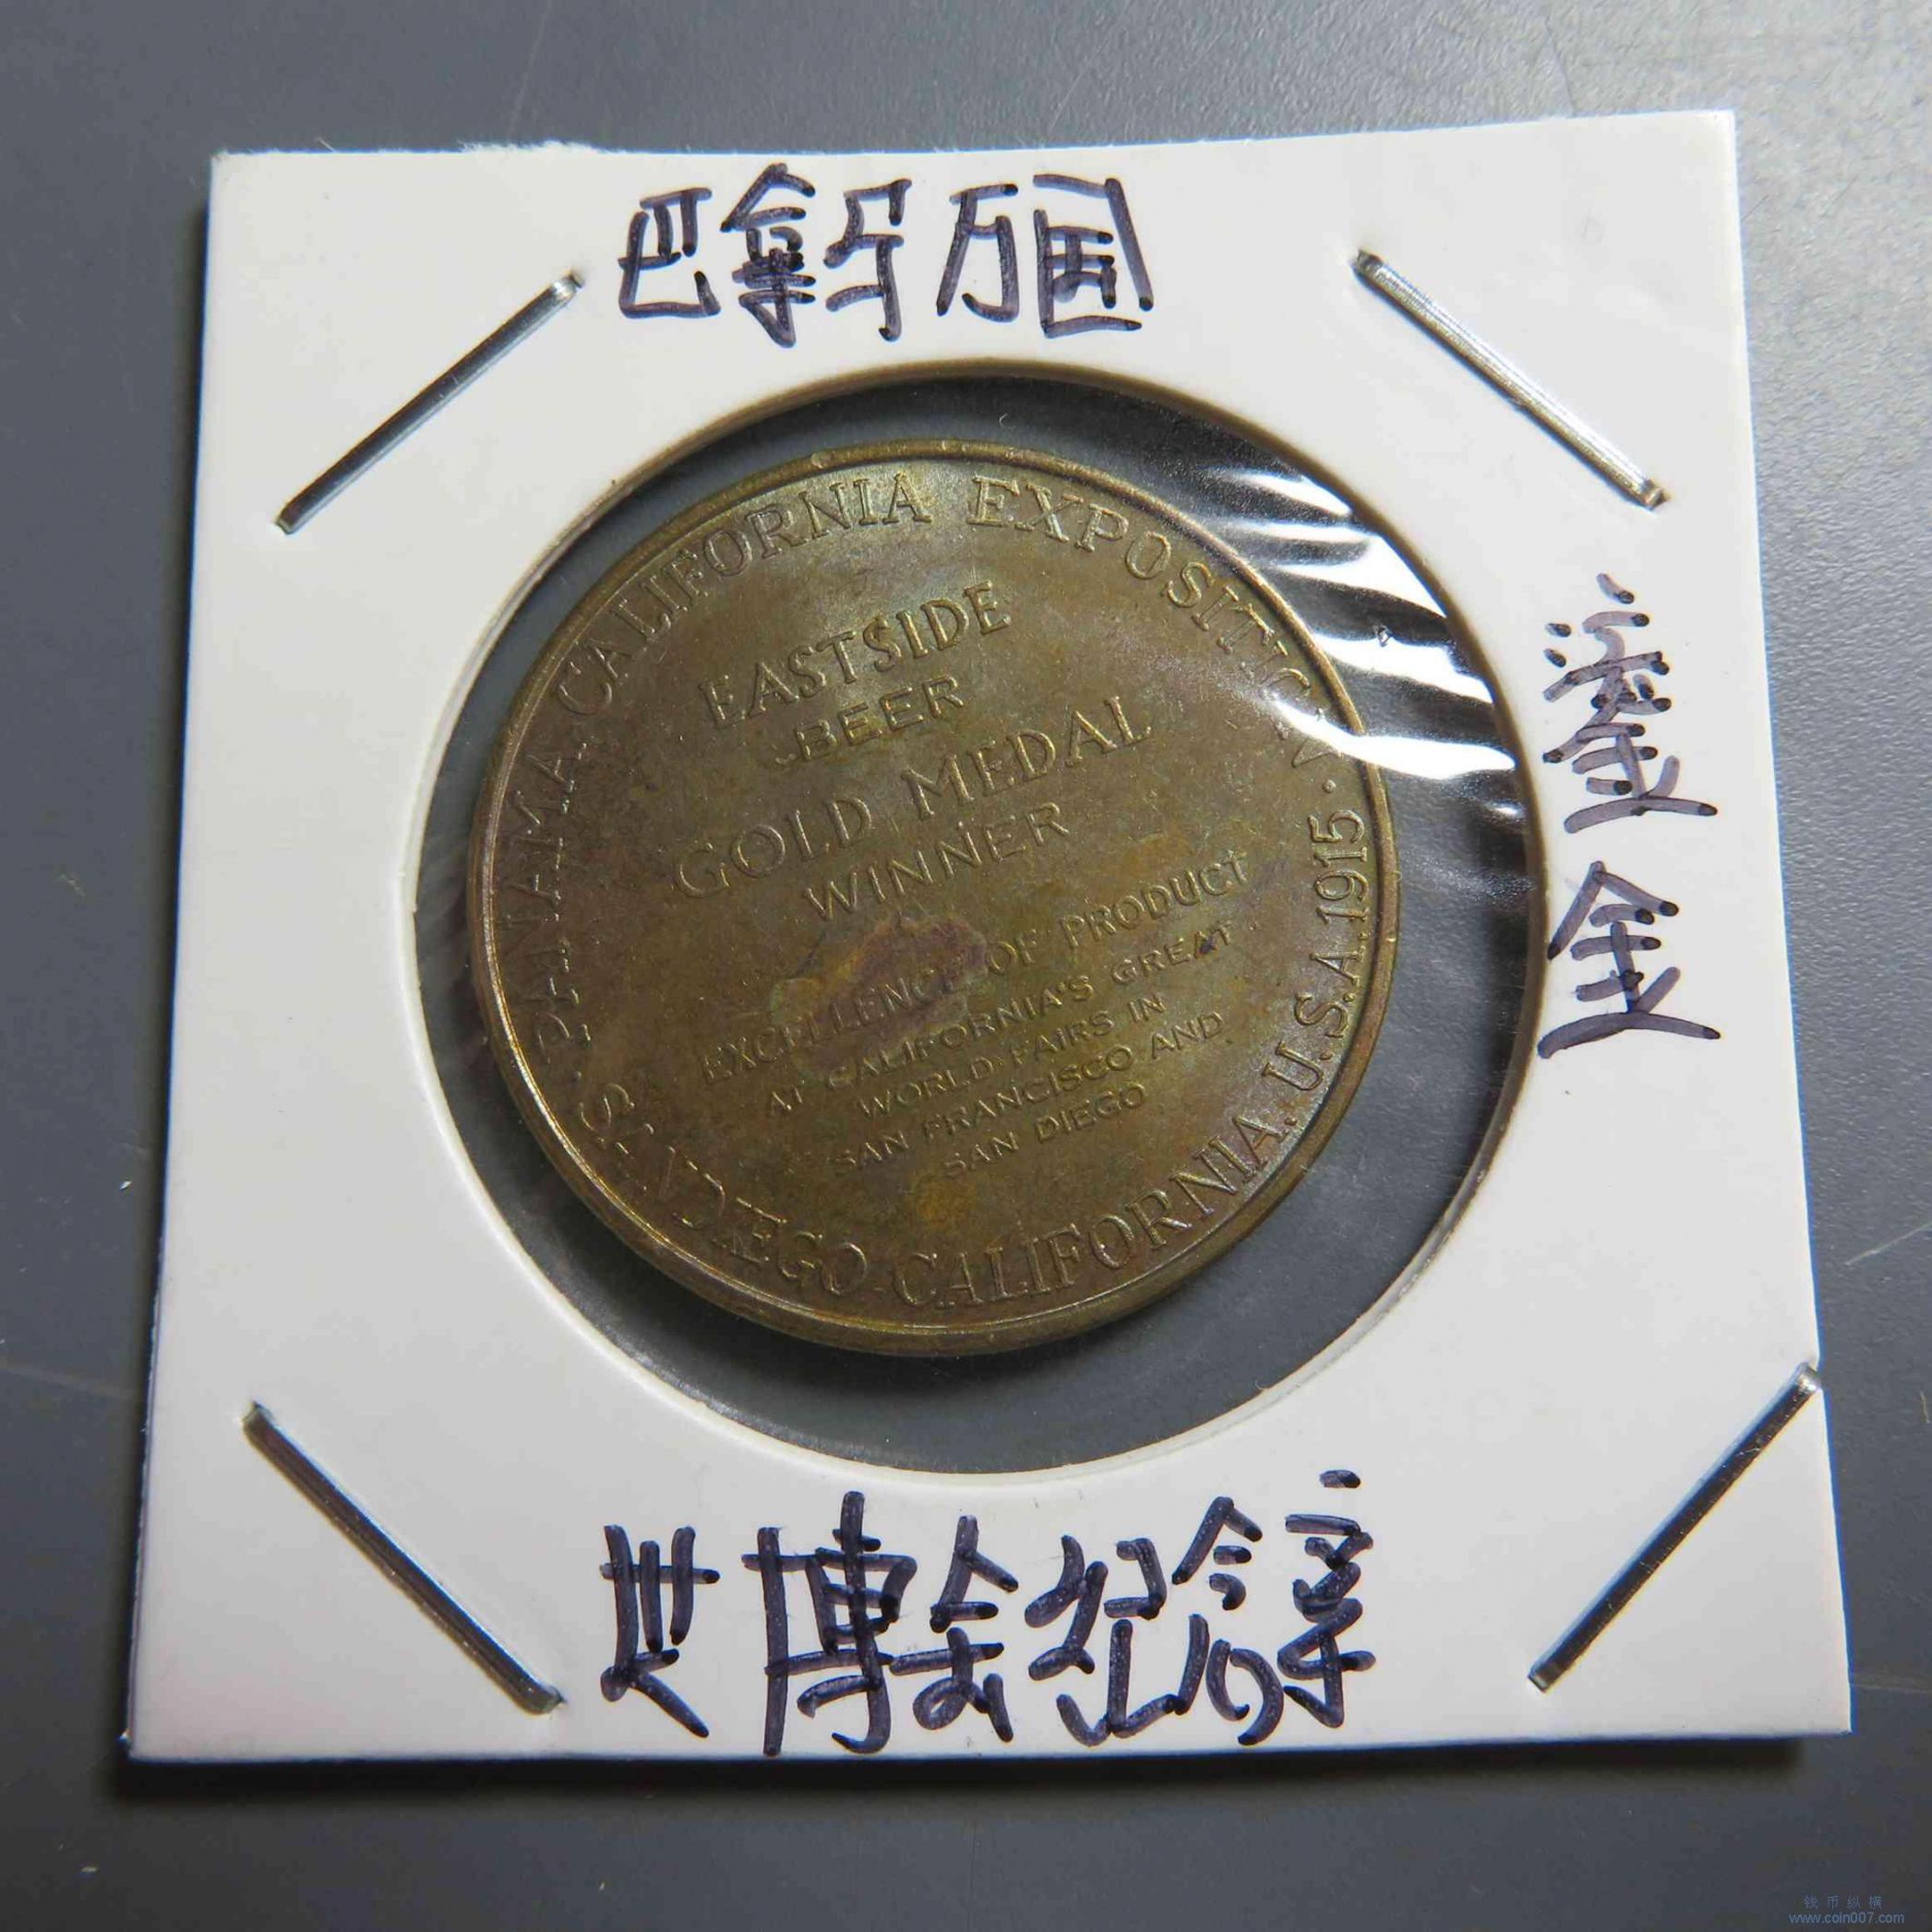 巴拿马万国
PANAMA·CALIFORNIA EXPOSITION·
EASTSIDE
BEER
GOLD MEDAL
WINNER
EXCELLENCE OF PRODUCT
AT CALIFORNIA'S GREAT
WORLD FAIRS IN
SAN FRANCISCO AND
SAN DIEGO
·SAN DIEGO·CALIFORNIA.U.S.A.1915·
鎏金
世博会纪念章
钱币纵横
www.coin007.com